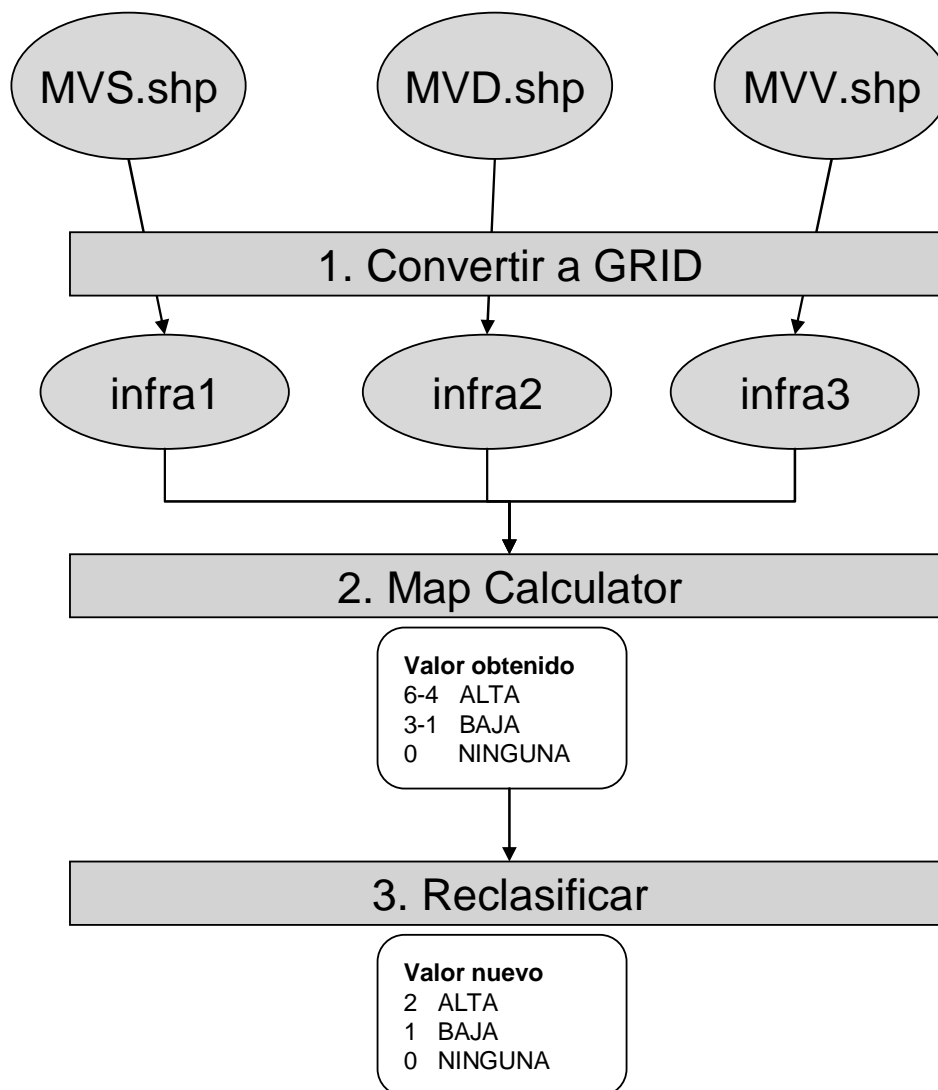 MVS.shp MVD.shp MVV.shp
1. Convertir a GRID
infra1 infra2 infra3
2. Map Calculator
Valor obtenido
6-4 ALTA
3-1 BAJA
0 NINGUNA
3. Reclasificar
Valor nuevo
2 ALTA
1 BAJA
0 NINGUNA